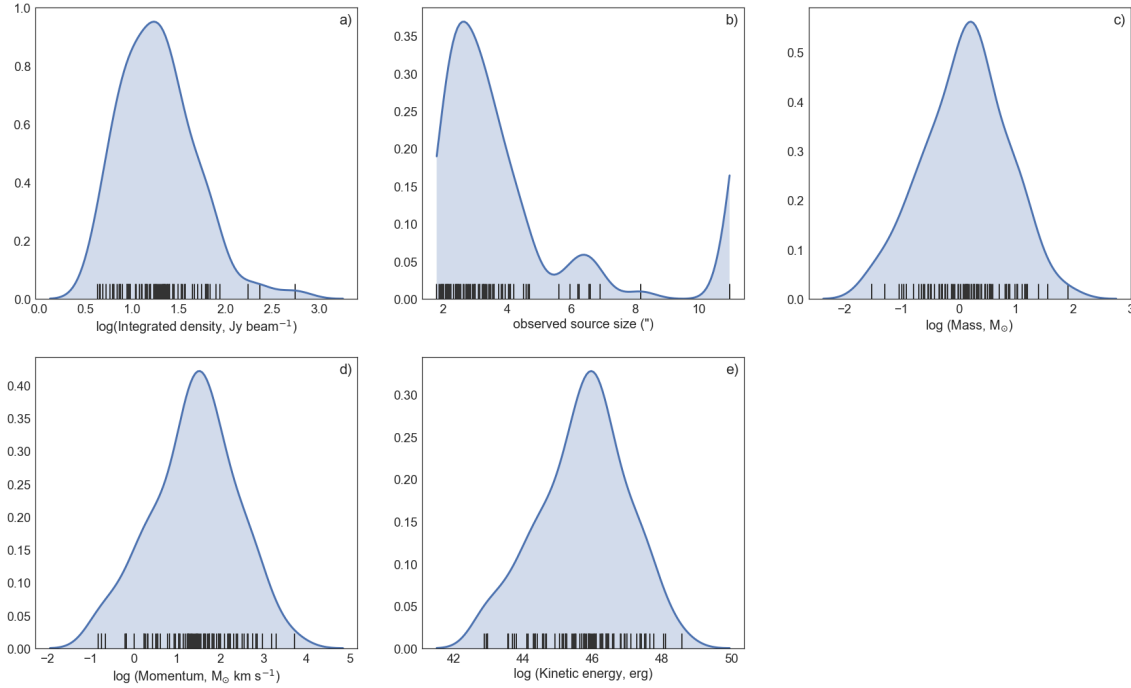 a)
1.0
0.8
0.6
0.4
0.2
0.0
0.0 0.5 1.0 1.5 2.0 2.5 3.0
log(Integrated density, Jy beam⁻¹)
b)
0.35
0.30
0.25
0.20
0.15
0.10
0.05
0.00
2 4 6 8 10
observed source size (")
c)
0.5
0.4
0.3
0.2
0.1
0.0
−2 −1 0 1 2 3
log (Mass, M⊙)
d)
0.40
0.35
0.30
0.25
0.20
0.15
0.10
0.05
0.00
−2 −1 0 1 2 3 4 5
log (Momentum, M⊙ km s⁻¹)
e)
0.30
0.25
0.20
0.15
0.10
0.05
0.00
42 44 46 48 50
log (Kinetic energy, erg)